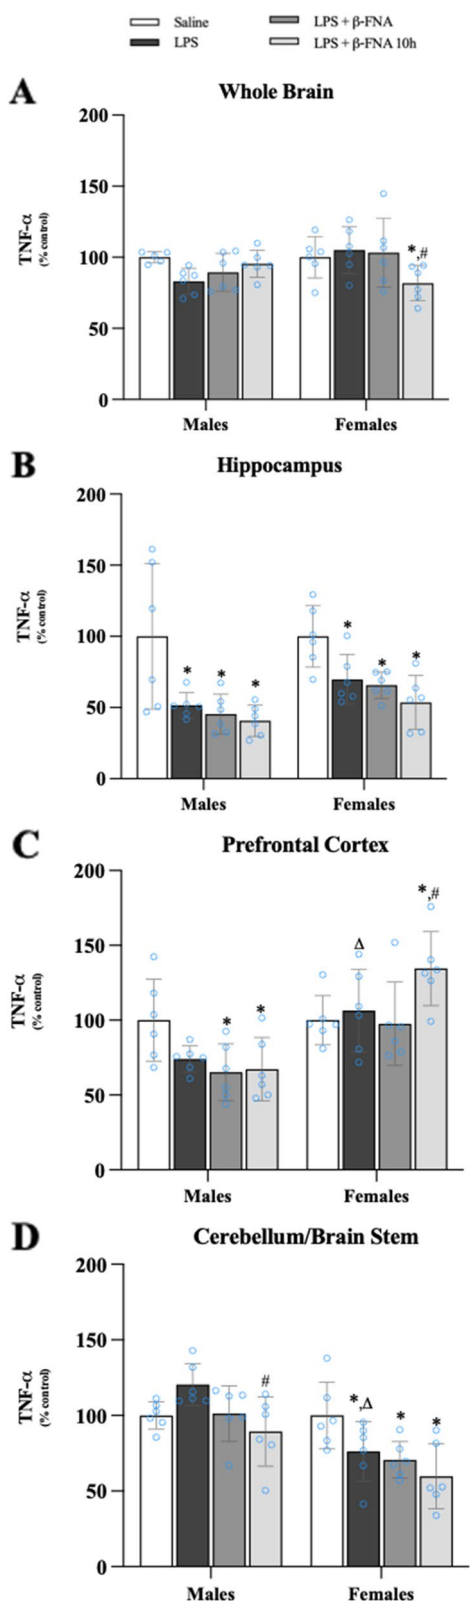 Saline
LPS
LPS + β-FNA
LPS + β-FNA 10h
A
Whole Brain
TNF-α
(% control)
200
150
100
50
0
*,#
Males
Females
B
Hippocampus
TNF-α
(% control)
200
150
100
50
0
* * * * * *
Males
Females
C
Prefrontal Cortex
TNF-α
(% control)
200
150
100
50
0
* * Δ *,#
Males
Females
D
Cerebellum/Brain Stem
TNF-α
(% control)
200
150
100
50
0
# *,Δ * *
Males
Females